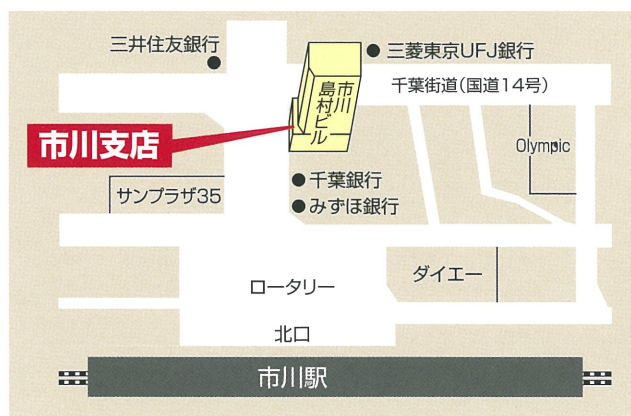 三井住友銀行
三菱東京UFJ銀行
千葉街道(国道14号)
市川
島村ビル
市川支店
Olympic
千葉銀行
サンプラザ35
みずほ銀行
ロータリー
ダイエー
北口
市川駅